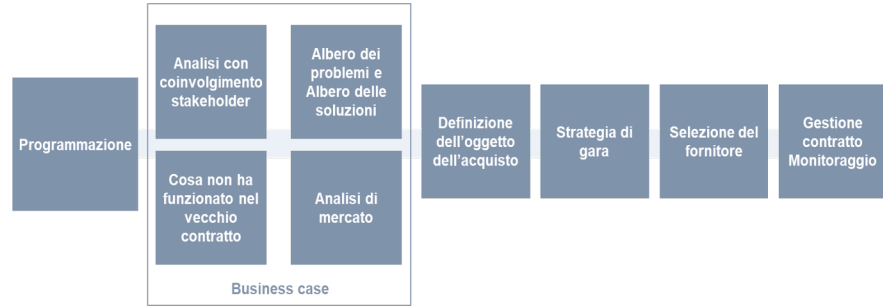 Programmazione
Analisi con
coinvolgimento
stakeholder
Albero dei
problemi e
Albero delle
soluzioni
Cosa non ha
funzionato nel
vecchio
contratto
Analisi di
mercato
Business case
Definizione
dell'oggetto
dell'acquisto
Strategia di
gara
Selezione del
fornitore
Gestione
contratto
Monitoraggio